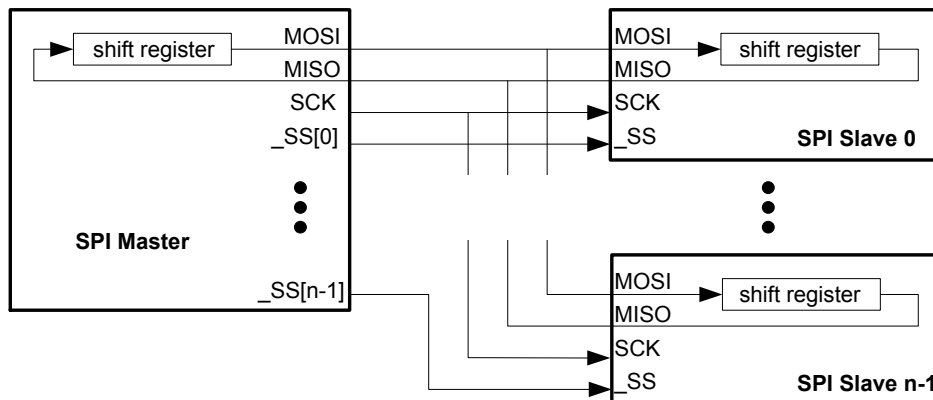 shift register
MOSI
MISO
SCK
_SS[0]
SPI Master
_SS[n-1]
MOSI
shift register
MISO
SCK
_SS
SPI Slave 0
MOSI
shift register
MISO
SCK
_SS
SPI Slave n-1